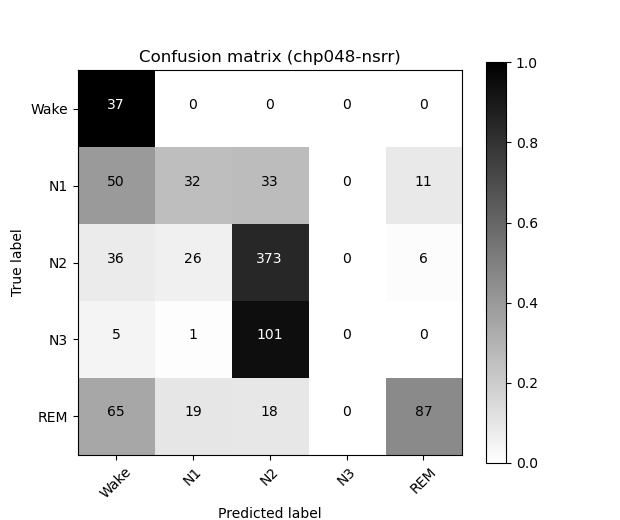 Confusion matrix (chp048-nsrr)
True label
Wake 37 0 0 0 0
N1 50 32 33 0 11
N2 36 26 373 0 6
N3 5 1 101 0 0
REM 65 19 18 0 87
Wake N1 N2 N3 REM
Predicted label
1.0
0.8
0.6
0.4
0.2
0.0